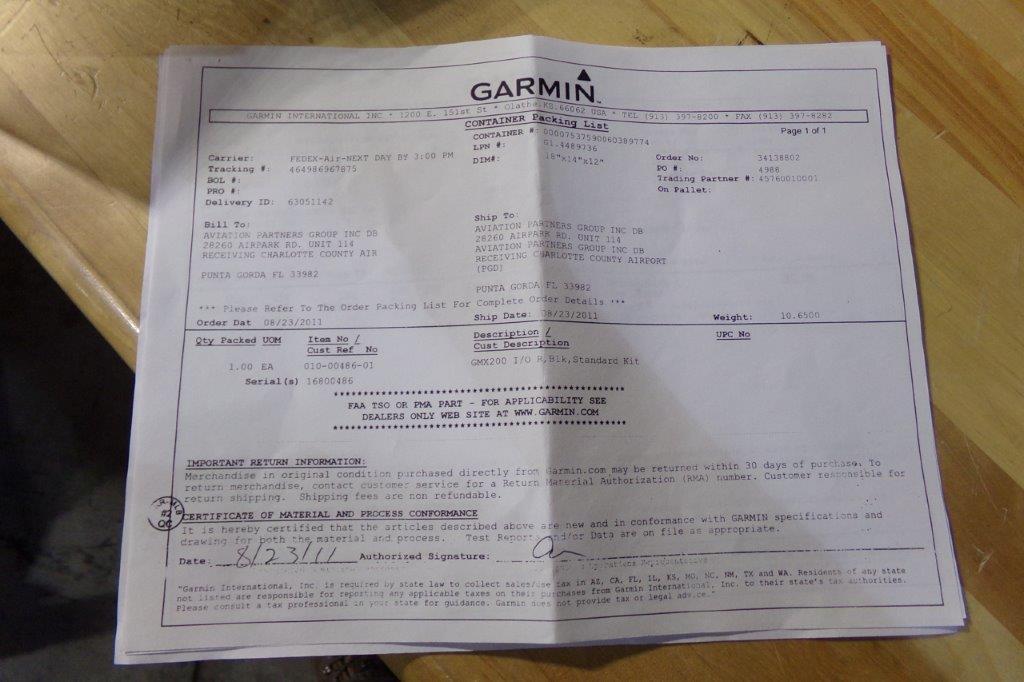 GARMIN
GARMIN INTERNATIONAL INC * 1200 E. 151st St * Olathe, KS. 66062 USA * TEL (913) 397-8200 * FAX (913) 397-8282
CONTAINER Packing List
Page 1 of 1
CONTAINER #: 00007537590060389774
LPN #: G1.4489736
DIM#: 18"x14"x12"
Carrier: FEDEX-Air-NEXT DAY BY 3:00 PM
Tracking #: 464986967875
BOL #:
PRO #:
Delivery ID: 63051142
Order No: 34138802
PO #: 4988
Trading Partner #: 45760010001
On Pallet:
Bill To:
AVIATION PARTNERS GROUP INC DB
28260 AIRPARK RD. UNIT 114
RECEIVING CHARLOTTE COUNTY AIR
PUNTA GORDA FL 33982
Ship To:
AVIATION PARTNERS GROUP INC DB
28260 AIRPARK RD. UNIT 114
AVIATION PARTNERS GROUP INC DB
RECEIVING CHARLOTTE COUNTY AIRPORT
(PGD)
PUNTA GORDA FL 33982
*** Please Refer To The Order Packing List For Complete Order Details ***
Order Dat 08/23/2011 Ship Date: 08/23/2011 Weight: 10.6500
Qty Packed UOM Item No / Description / UPC No
Cust Ref No Cust Description
1.00 EA 010-00486-01 GMX200 I/O R,Blk,Standard Kit
Serial(s) 16800486
FAA TSO OR PMA PART - FOR APPLICABILITY SEE
DEALERS ONLY WEB SITE AT WWW.GARMIN.COM
IMPORTANT RETURN INFORMATION:
Merchandise in original condition purchased directly from Garmin.com may be returned within 30 days of purchase. To
return merchandise, contact customer service for a Return Material Authorization (RMA) number. Customer responsible for
return shipping. Shipping fees are non refundable.
#2
QC
CERTIFICATE OF MATERIAL AND PROCESS CONFORMANCE
It is hereby certified that the articles described above are new and in conformance with GARMIN specifications and
drawing for both the material and process. Test Reports and/or Data are on file as appropriate.
Date: 8/23/11 Authorized Signature:
Representative
"Garmin International, Inc. is required by state law to collect sales/use tax in AZ, CA, FL, IL, KS, MO, NC, NM, TX and WA. Residents of any state
not listed are responsible for reporting any applicable taxes on their purchases from Garmin International, Inc. to their state's tax authorities.
Please consult a tax professional in your state for guidance. Garmin does not provide tax or legal advice."